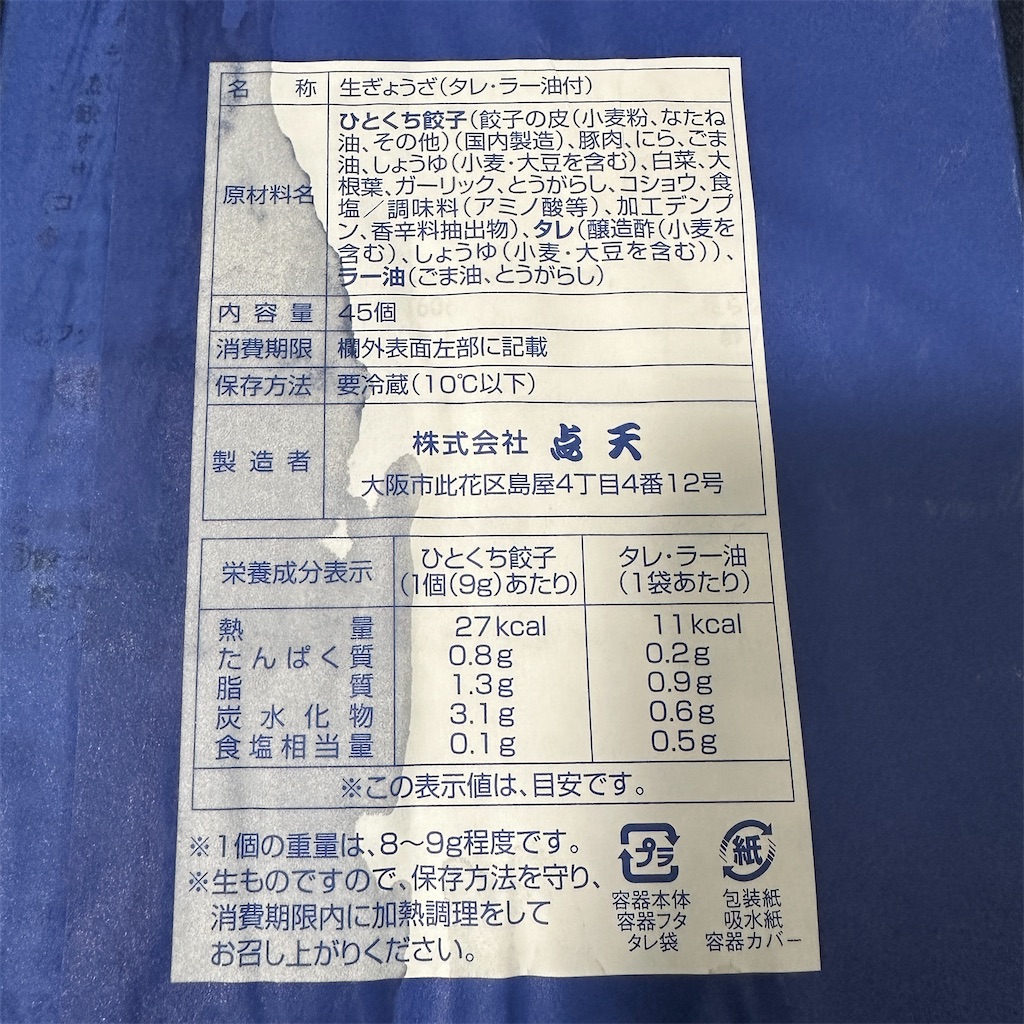 名称 生ぎょうざ(タレ・ラー油付)
原材料名
ひとくち餃子(餃子の皮(小麦粉、なたね
油、その他)(国内製造)、豚肉、にら、ごま
油、しょうゆ(小麦・大豆を含む)、白菜、大
根葉、ガーリック、とうがらし、コショウ、食
塩/調味料(アミノ酸等)、加工デンプ
ン、香辛料抽出物)、タレ(醸造酢(小麦を
含む)、しょうゆ(小麦・大豆を含む))、
ラー油(ごま油、とうがらし)
内容量 45個
消費期限 欄外表面左部に記載
保存方法 要冷蔵(10℃以下)
製造者
株式会社 点天
大阪市此花区島屋4丁目4番12号
栄養成分表示
ひとくち餃子
(1個(9g)あたり)
タレ・ラー油
(1袋あたり)
熱量 27kcal 11kcal
たんぱく質 0.8g 0.2g
脂質 1.3g 0.9g
炭水化物 3.1g 0.6g
食塩相当量 0.1g 0.5g
※この表示値は、目安です。
※1個の重量は、8〜9g程度です。
※生ものですので、保存方法を守り、
消費期限内に加熱調理をして
お召し上がりください。
プラ
容器本体
容器フタ
タレ袋
紙
包装紙
吸水紙
容器カバー